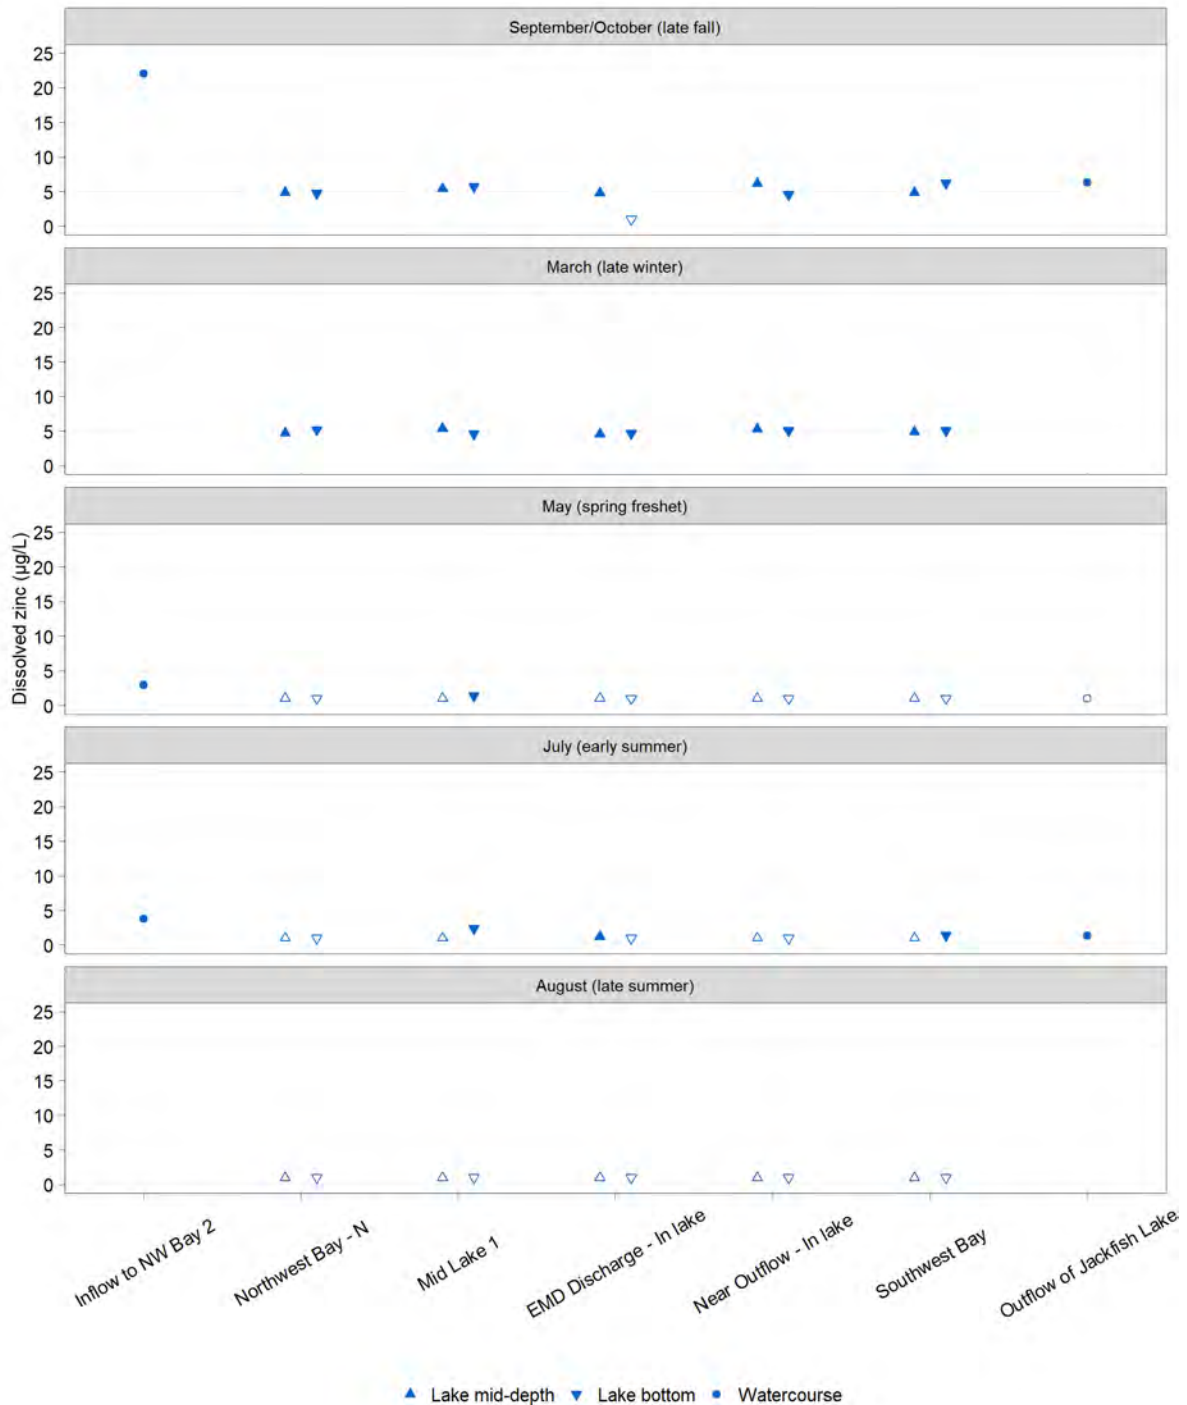 September/October (late fall)
25
20
15
10
5
0
March (late winter)
25
20
15
10
5
0
May (spring freshet)
25
20
15
10
5
0
Dissolved zinc (µg/L)
July (early summer)
25
20
15
10
5
0
August (late summer)
25
20
15
10
5
0
Inflow to NW Bay 2
Northwest Bay - N
Mid Lake 1
EMD Discharge - In lake
Near Outflow - In lake
Southwest Bay
Outflow of Jackfish Lake
Lake mid-depth Lake bottom Watercourse